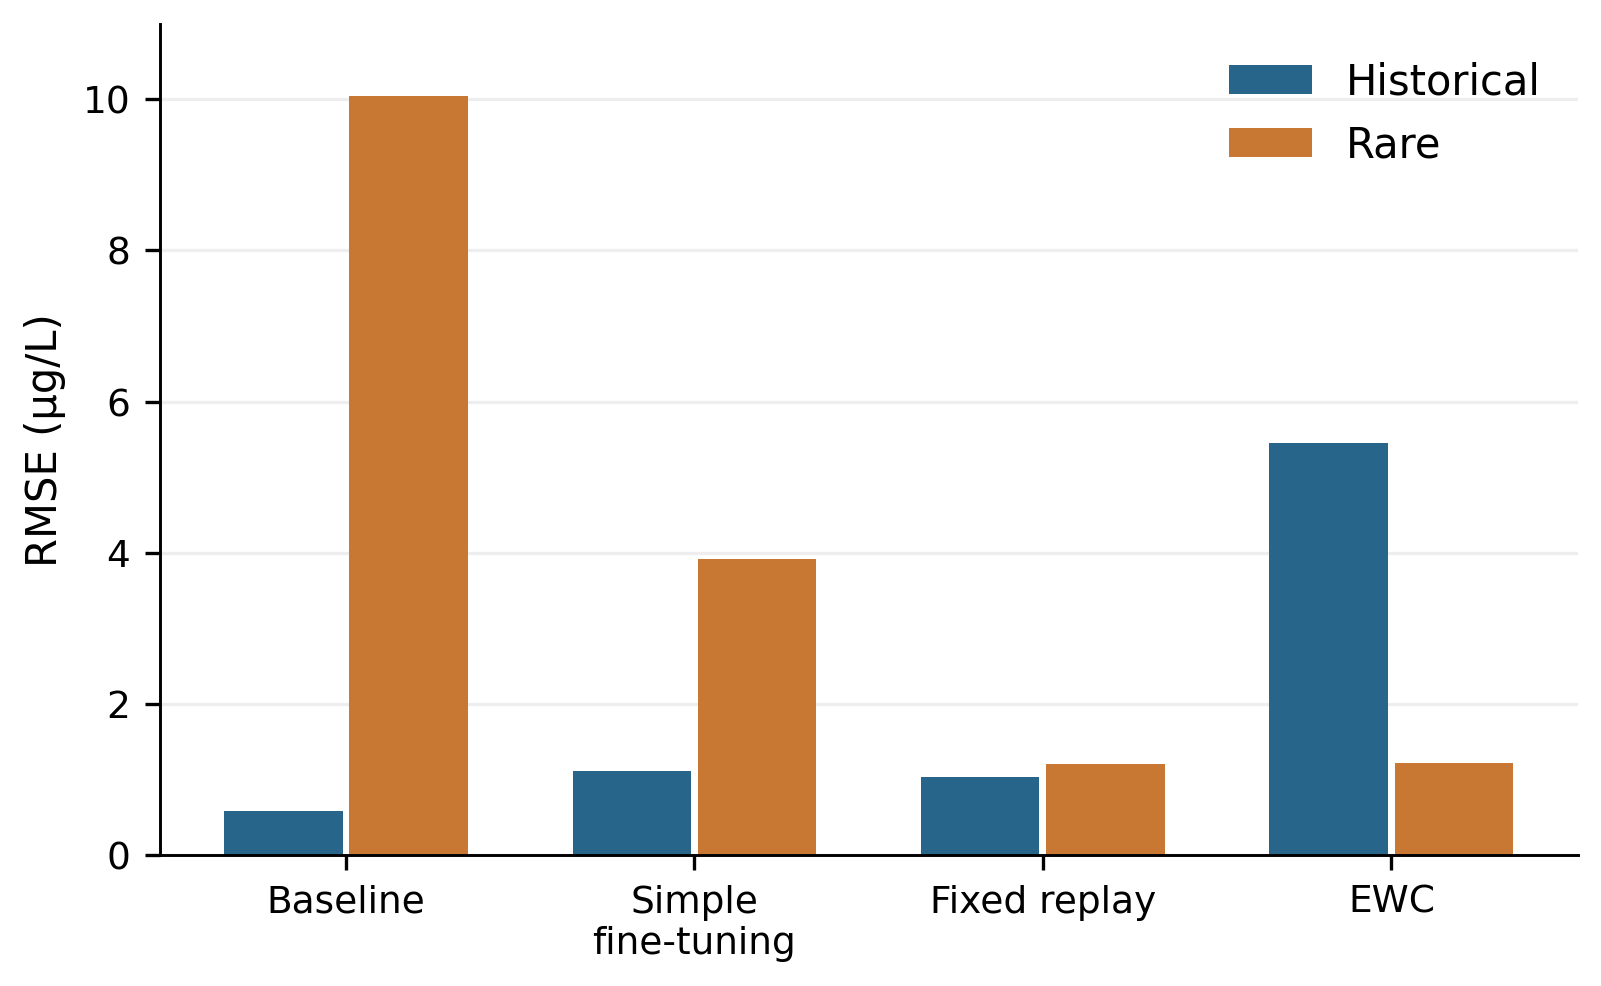 10
8
6
4
2
0
RMSE (µg/L)
Historical
Rare
Baseline
Simple
fine-tuning
Fixed replay
EWC